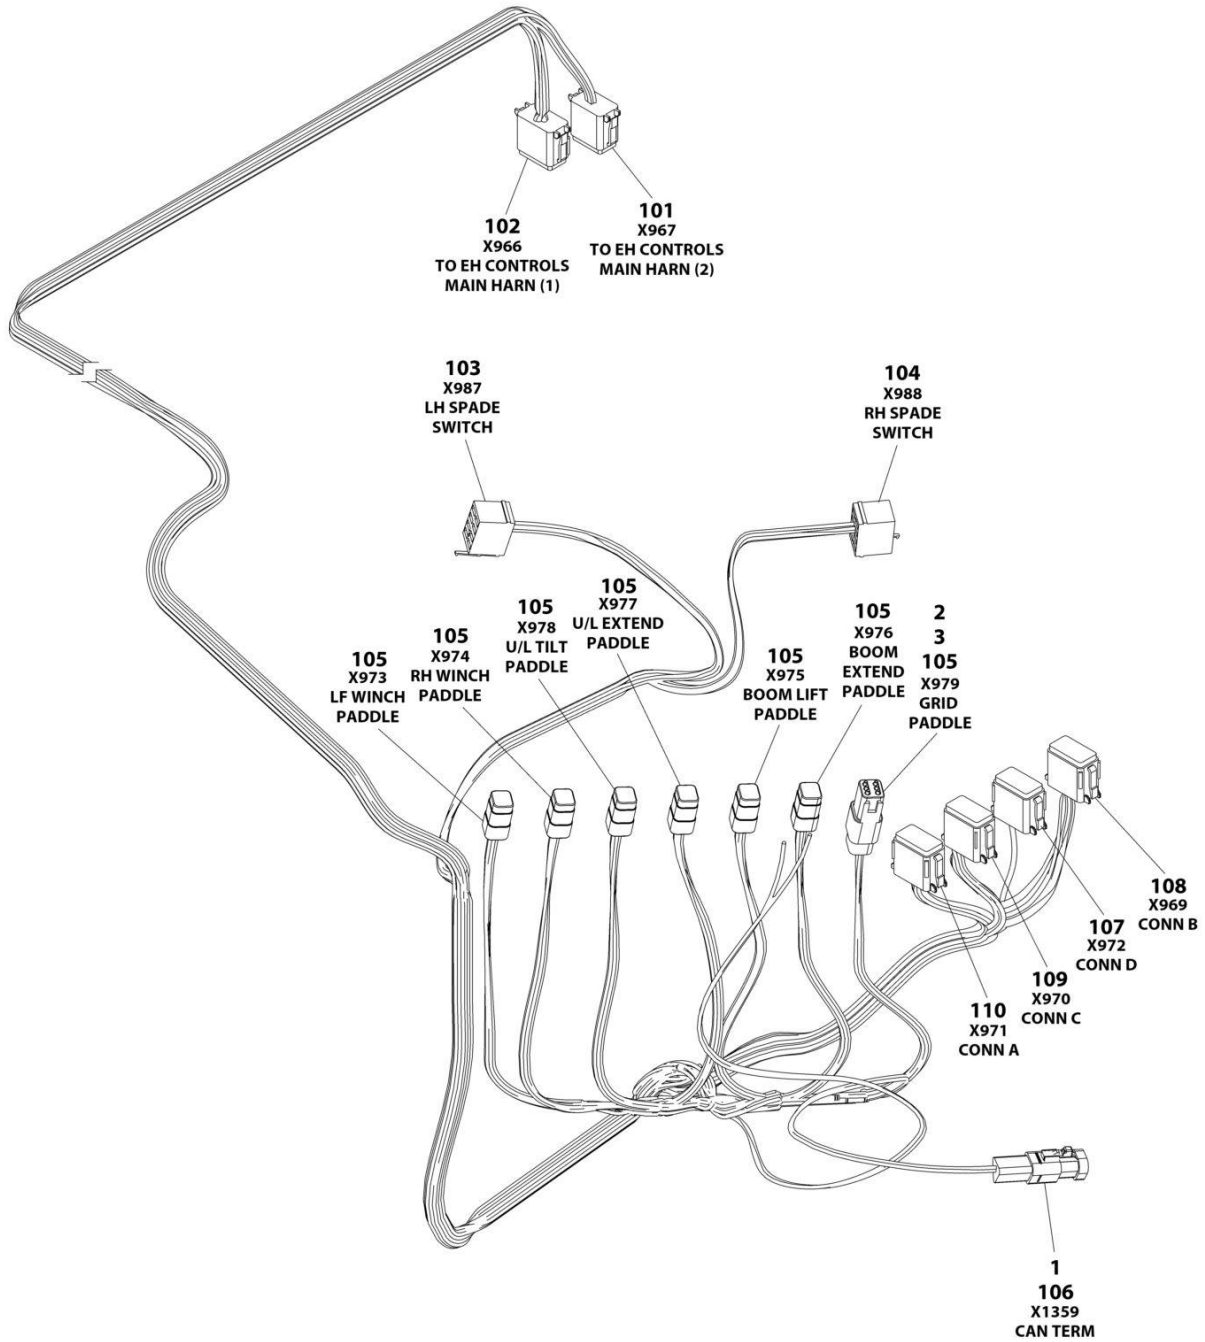 102
X966
TO EH CONTROLS
MAIN HARN (1)
101
X967
TO EH CONTROLS
MAIN HARN (2)
103
X987
LH SPADE
SWITCH
104
X988
RH SPADE
SWITCH
105
X973
LF WINCH
PADDLE
105
X974
RH WINCH
PADDLE
105
X978
U/L TILT
PADDLE
105
X977
U/L EXTEND
PADDLE
105
X975
BOOM LIFT
PADDLE
105
X976
BOOM
EXTEND
PADDLE
2
3
105
X979
GRID
PADDLE
108
X969
CONN B
107
X972
CONN D
109
X970
CONN C
110
X971
CONN A
1
106
X1359
CAN TERM